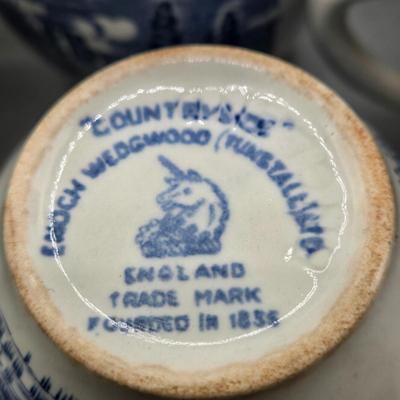 "COUNTRYSIDE"
ENOCH WEDGWOOD (TUNSTALL) LTD.
ENGLAND
TRADE MARK
FOUNDED IN 1835